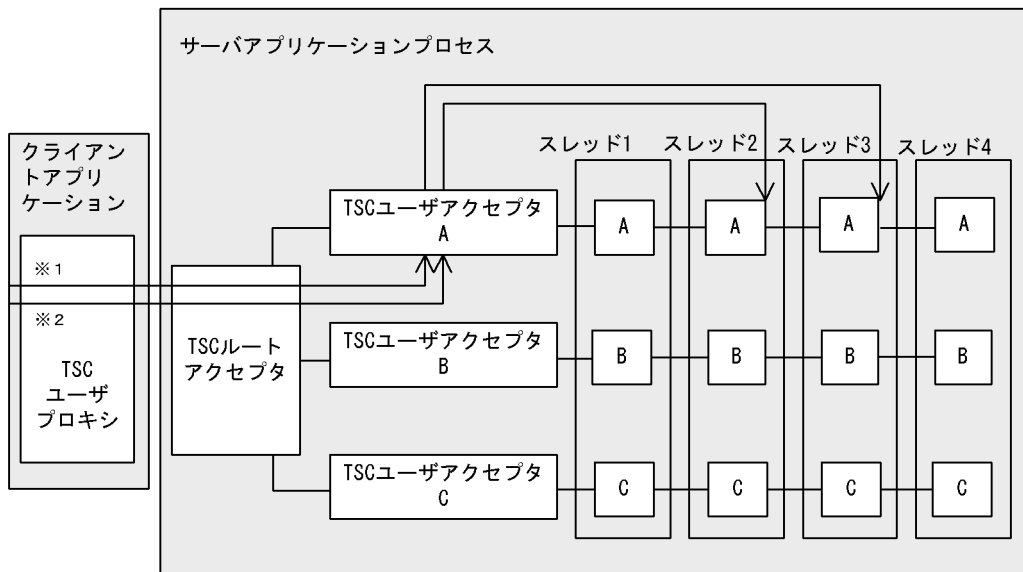 サーバアプリケーションプロセス
クライアン
トアプリ
ケーション
※1
※2
TSC
ユーザ
プロキシ
TSCルート
アクセプタ
スレッド1
スレッド2
スレッド3
スレッド4
TSCユーザアクセプタ
A
A
A
A
A
TSCユーザアクセプタ
B
B
B
B
B
TSCユーザアクセプタ
C
C
C
C
C